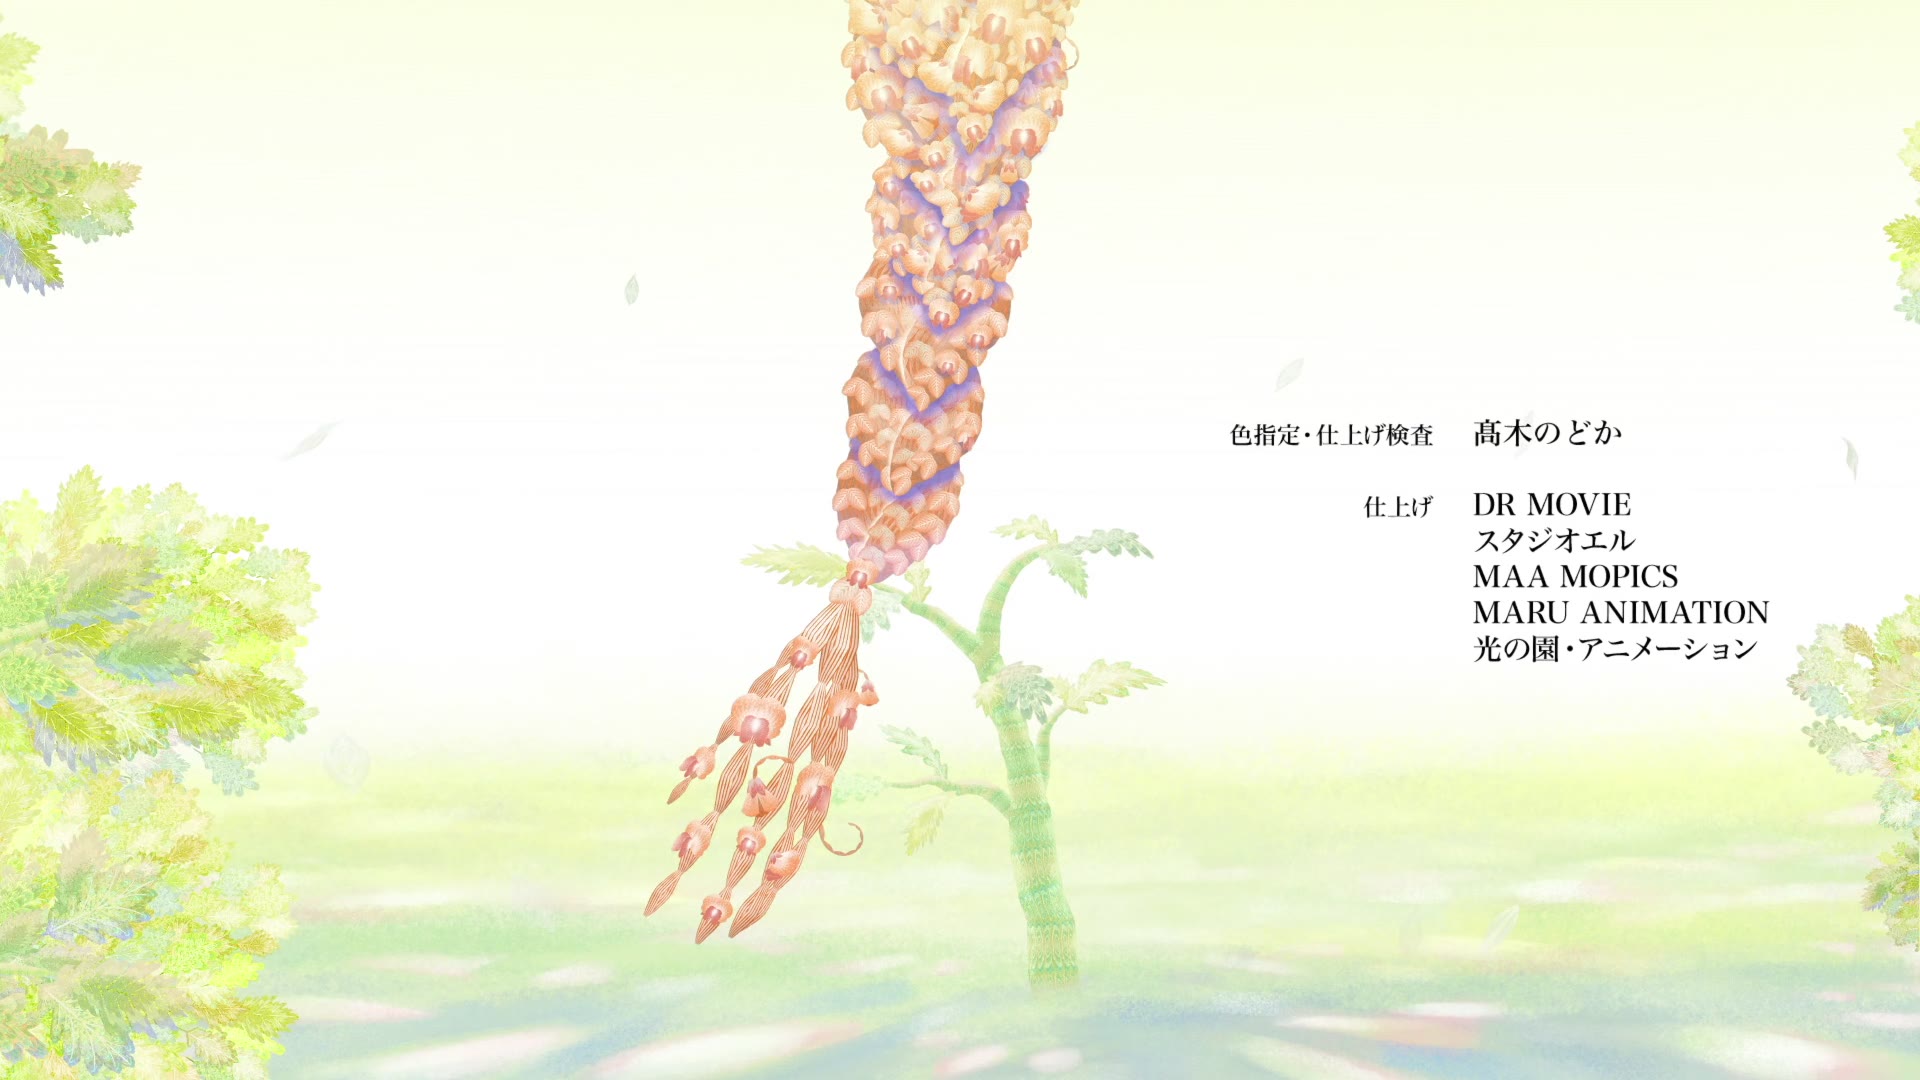 色指定・仕上げ検査 髙木のどか
仕上げ DR MOVIE
スタジオエル
MAA MOPICS
MARU ANIMATION
光の園・アニメーション